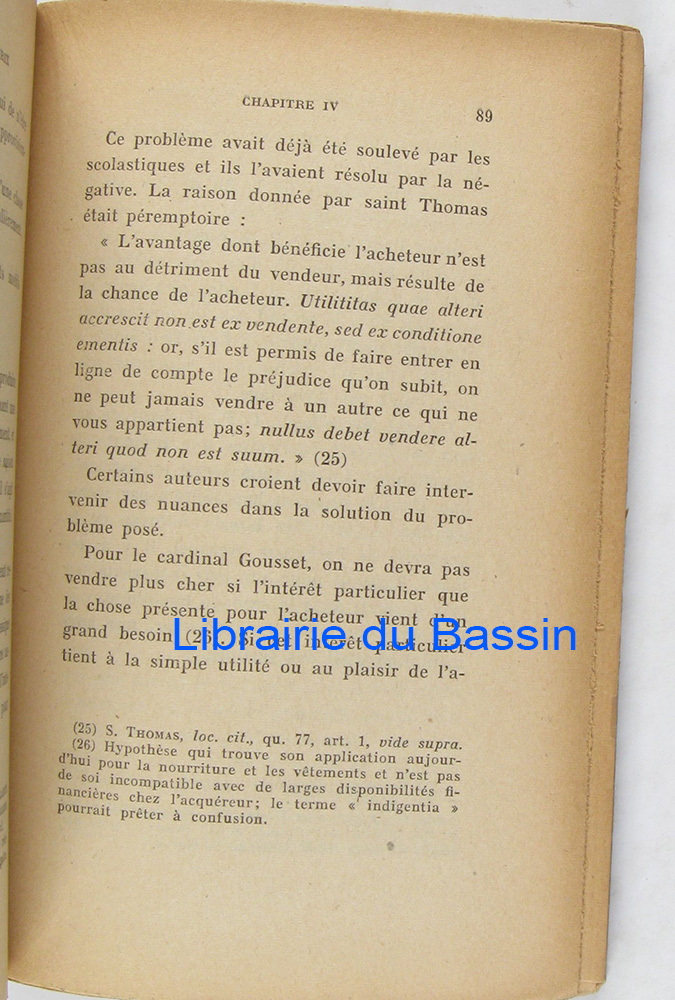 CHAPITRE IV
89
Ce problème avait déjà été soulevé par les
scolastiques et ils l'avaient résolu par la né-
gative. La raison donnée par saint Thomas
était péremptoire :
« L'avantage dont bénéficie l'acheteur n'est
pas au détriment du vendeur, mais résulte de
la chance de l'acheteur. Utilititas quae alteri
accrescit non est ex vendente, sed ex conditione
ementis : or, s'il est permis de faire entrer en
ligne de compte le préjudice qu'on subit, on
ne peut jamais vendre à un autre ce qui ne
vous appartient pas; nullus debet vendere al-
teri quod non est suum. » (25)
Certains auteurs croient devoir faire inter-
venir des nuances dans la solution du pro-
blème posé.
Pour le cardinal Gousset, on ne devra pas
vendre plus cher si l'intérêt particulier que
la chose présente pour l'acheteur vient d'un
grand besoin (26). Si cet intérêt particulier
tient à la simple utilité ou au plaisir de l'a-
Librairie du Bassin
(25) S. THOMAS, loc. cit., qu. 77, art. 1, vide supra.
(26) Hypothèse qui trouve son application aujour-
d'hui pour la nourriture et les vêtements et n'est pas
de soi incompatible avec de larges disponibilités fi-
nancières chez l'acquéreur; le terme « indigentia »
pourrait prêter à confusion.